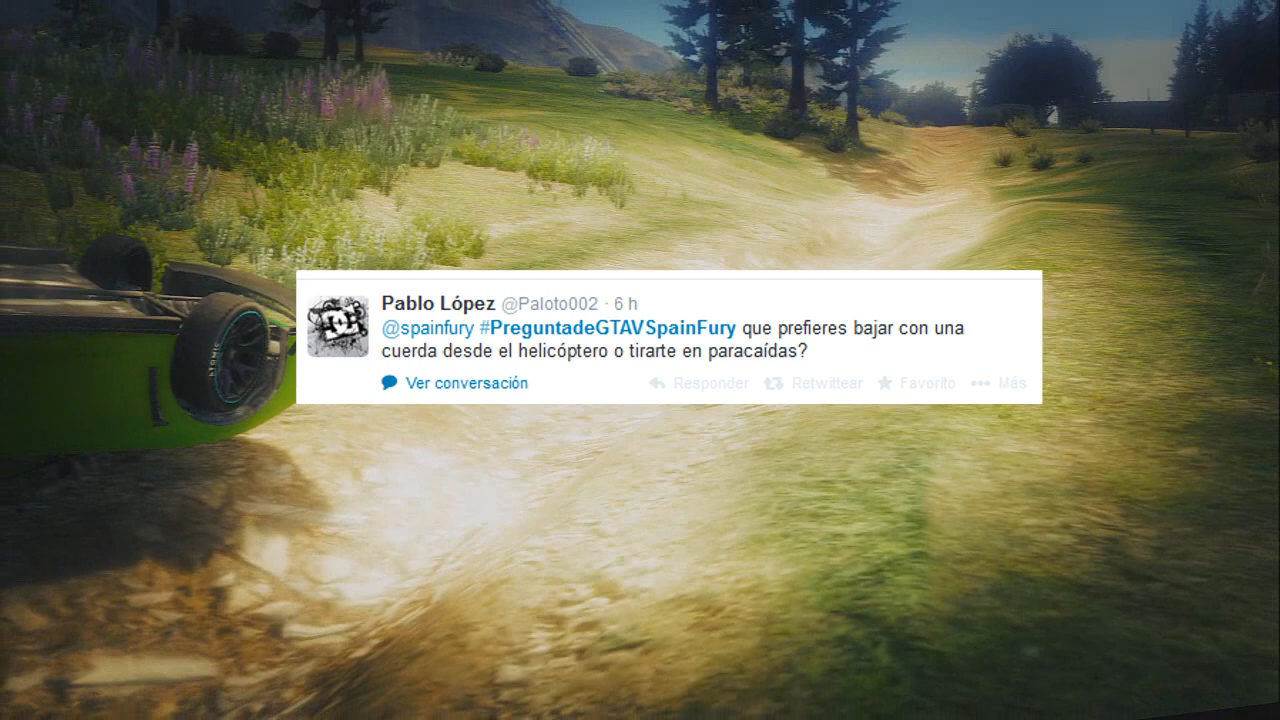 Pablo López @Paloto002 · 6 h
@spainfury #PreguntadeGTAVSpainFury que prefieres bajar con una
cuerda desde el helicóptero o tirarte en paracaídas?
Ver conversación Responder Retwittear Favorito Más